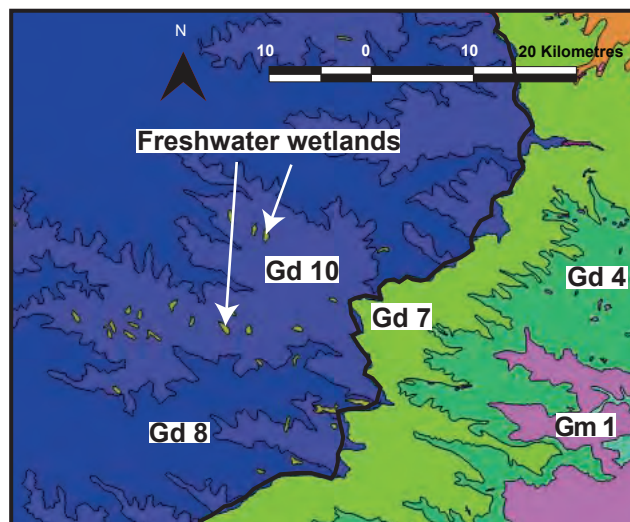 N
10 0 10 20 Kilometres
Freshwater wetlands
Gd 10
Gd 4
Gd 7
Gd 8
Gm 1